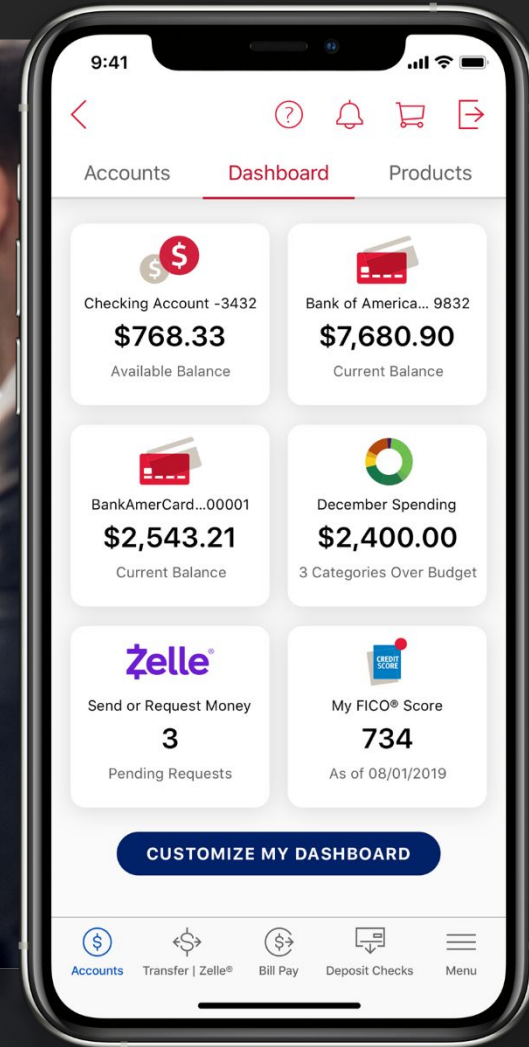 9:41
?
Accounts Dashboard Products
$ $
Checking Account -3432
$768.33
Available Balance
Bank of America... 9832
$7,680.90
Current Balance
BankAmerCard...00001
$2,543.21
Current Balance
December Spending
$2,400.00
3 Categories Over Budget
Zelle®
Send or Request Money
3
Pending Requests
CREDIT
SCORE
My FICO® Score
734
As of 08/01/2019
CUSTOMIZE MY DASHBOARD
$ $ $
Accounts Transfer | Zelle® Bill Pay Deposit Checks Menu